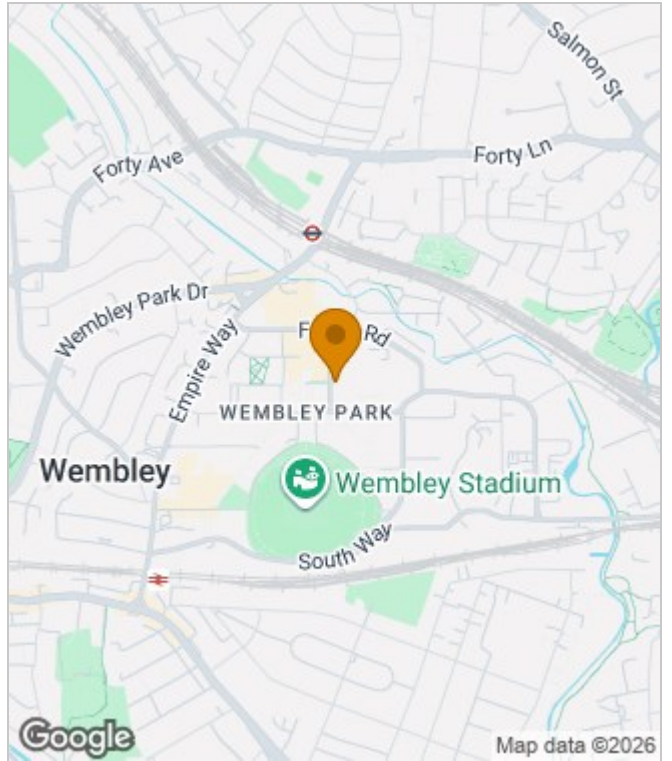 Salmon St
Forty Ave
Forty Ln
Wembley Park Dr
Rd
Empire Way
WEMBLEY PARK
Wembley
Wembley Stadium
South Way
Google
Map data ©2026